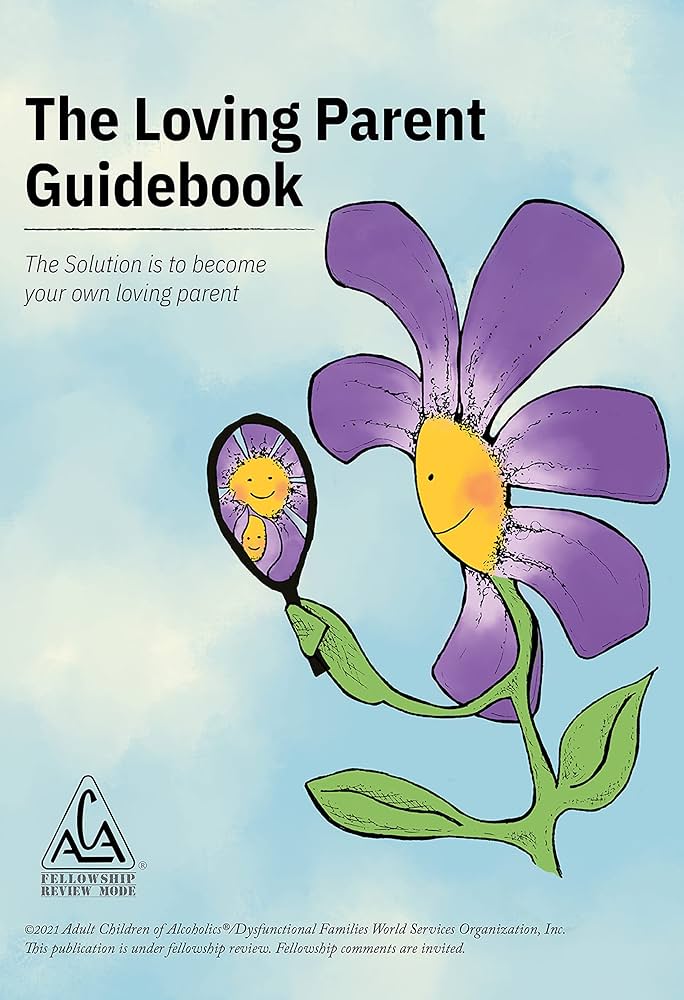 The Loving Parent
Guidebook
The Solution is to become
your own loving parent
ACA
®
FELLOWSHIP
REVIEW MODE
©2021 Adult Children of Alcoholics®/Dysfunctional Families World Services Organization, Inc.
This publication is under fellowship review. Fellowship comments are invited.